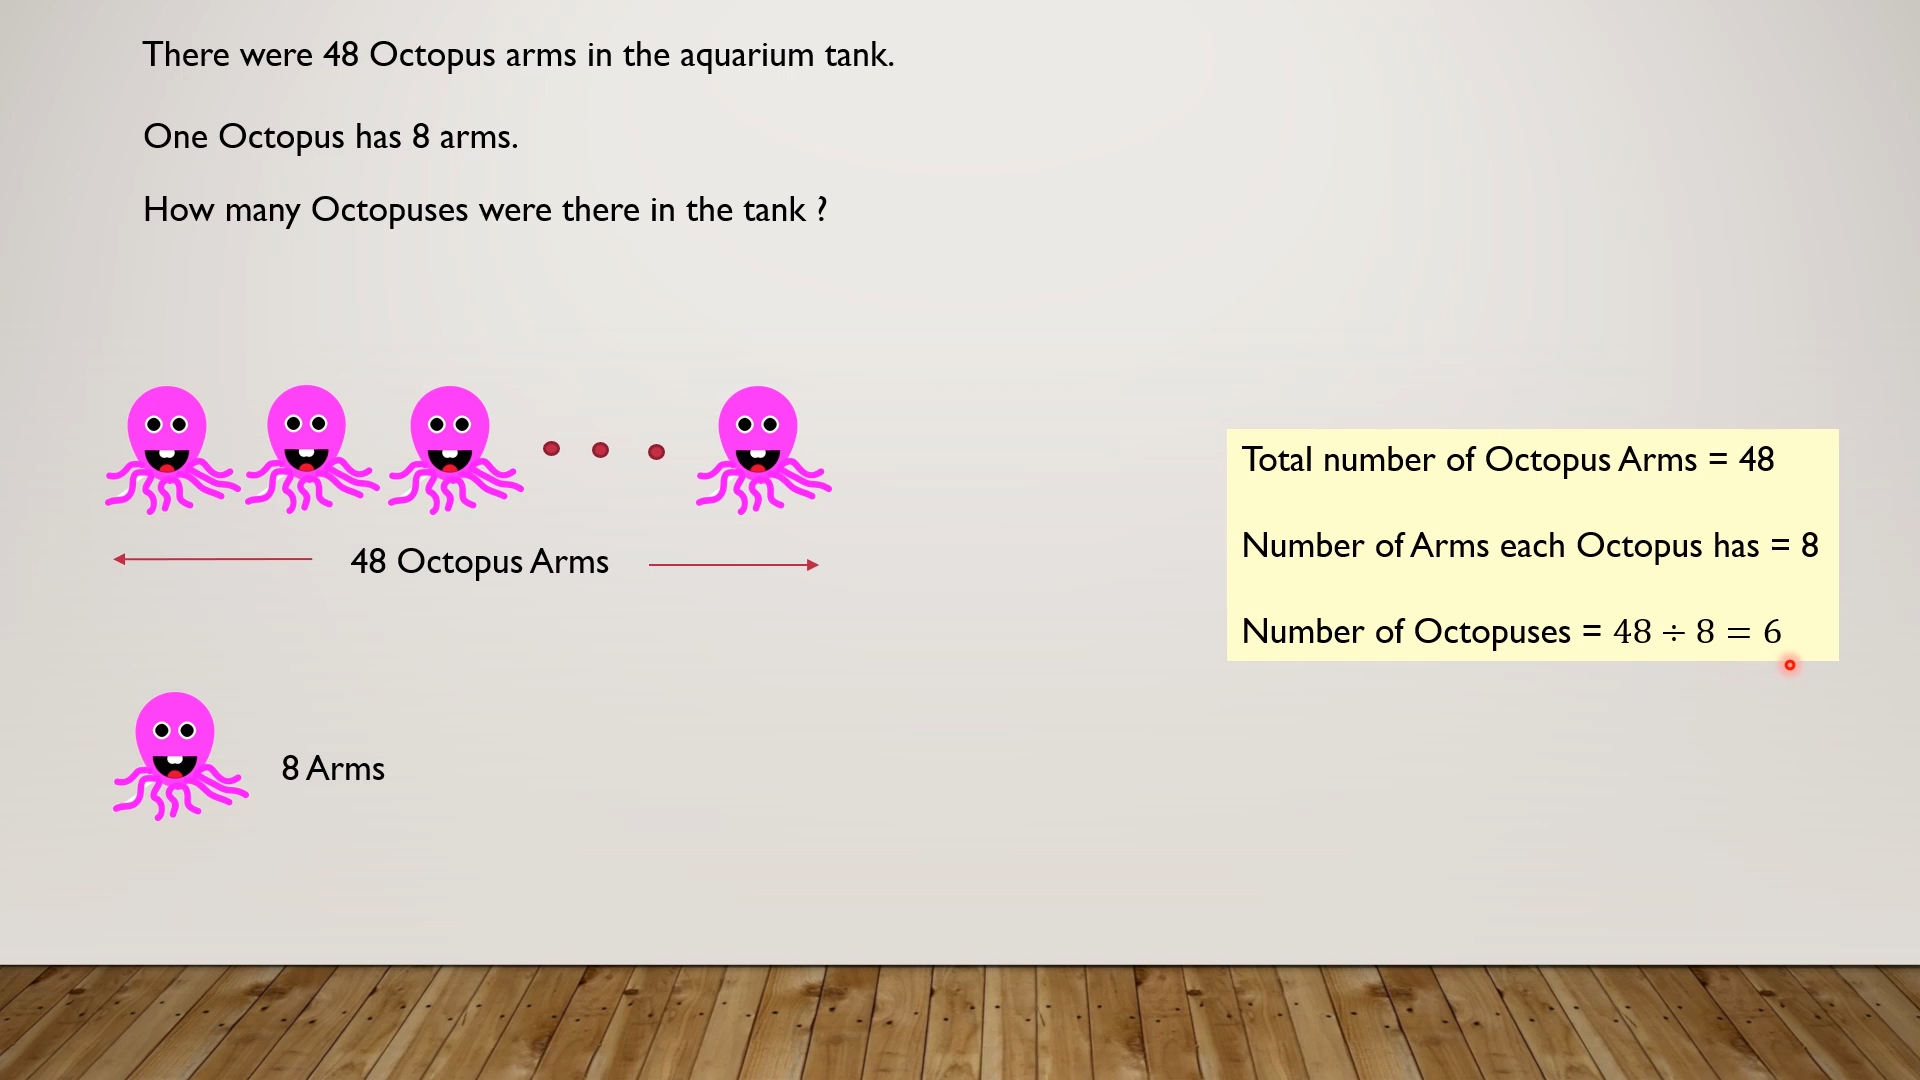 There were 48 Octopus arms in the aquarium tank.
One Octopus has 8 arms.
How many Octopuses were there in the tank ?
48 Octopus Arms
8 Arms
Total number of Octopus Arms = 48
Number of Arms each Octopus has = 8
Number of Octopuses = 48 ÷ 8 = 6